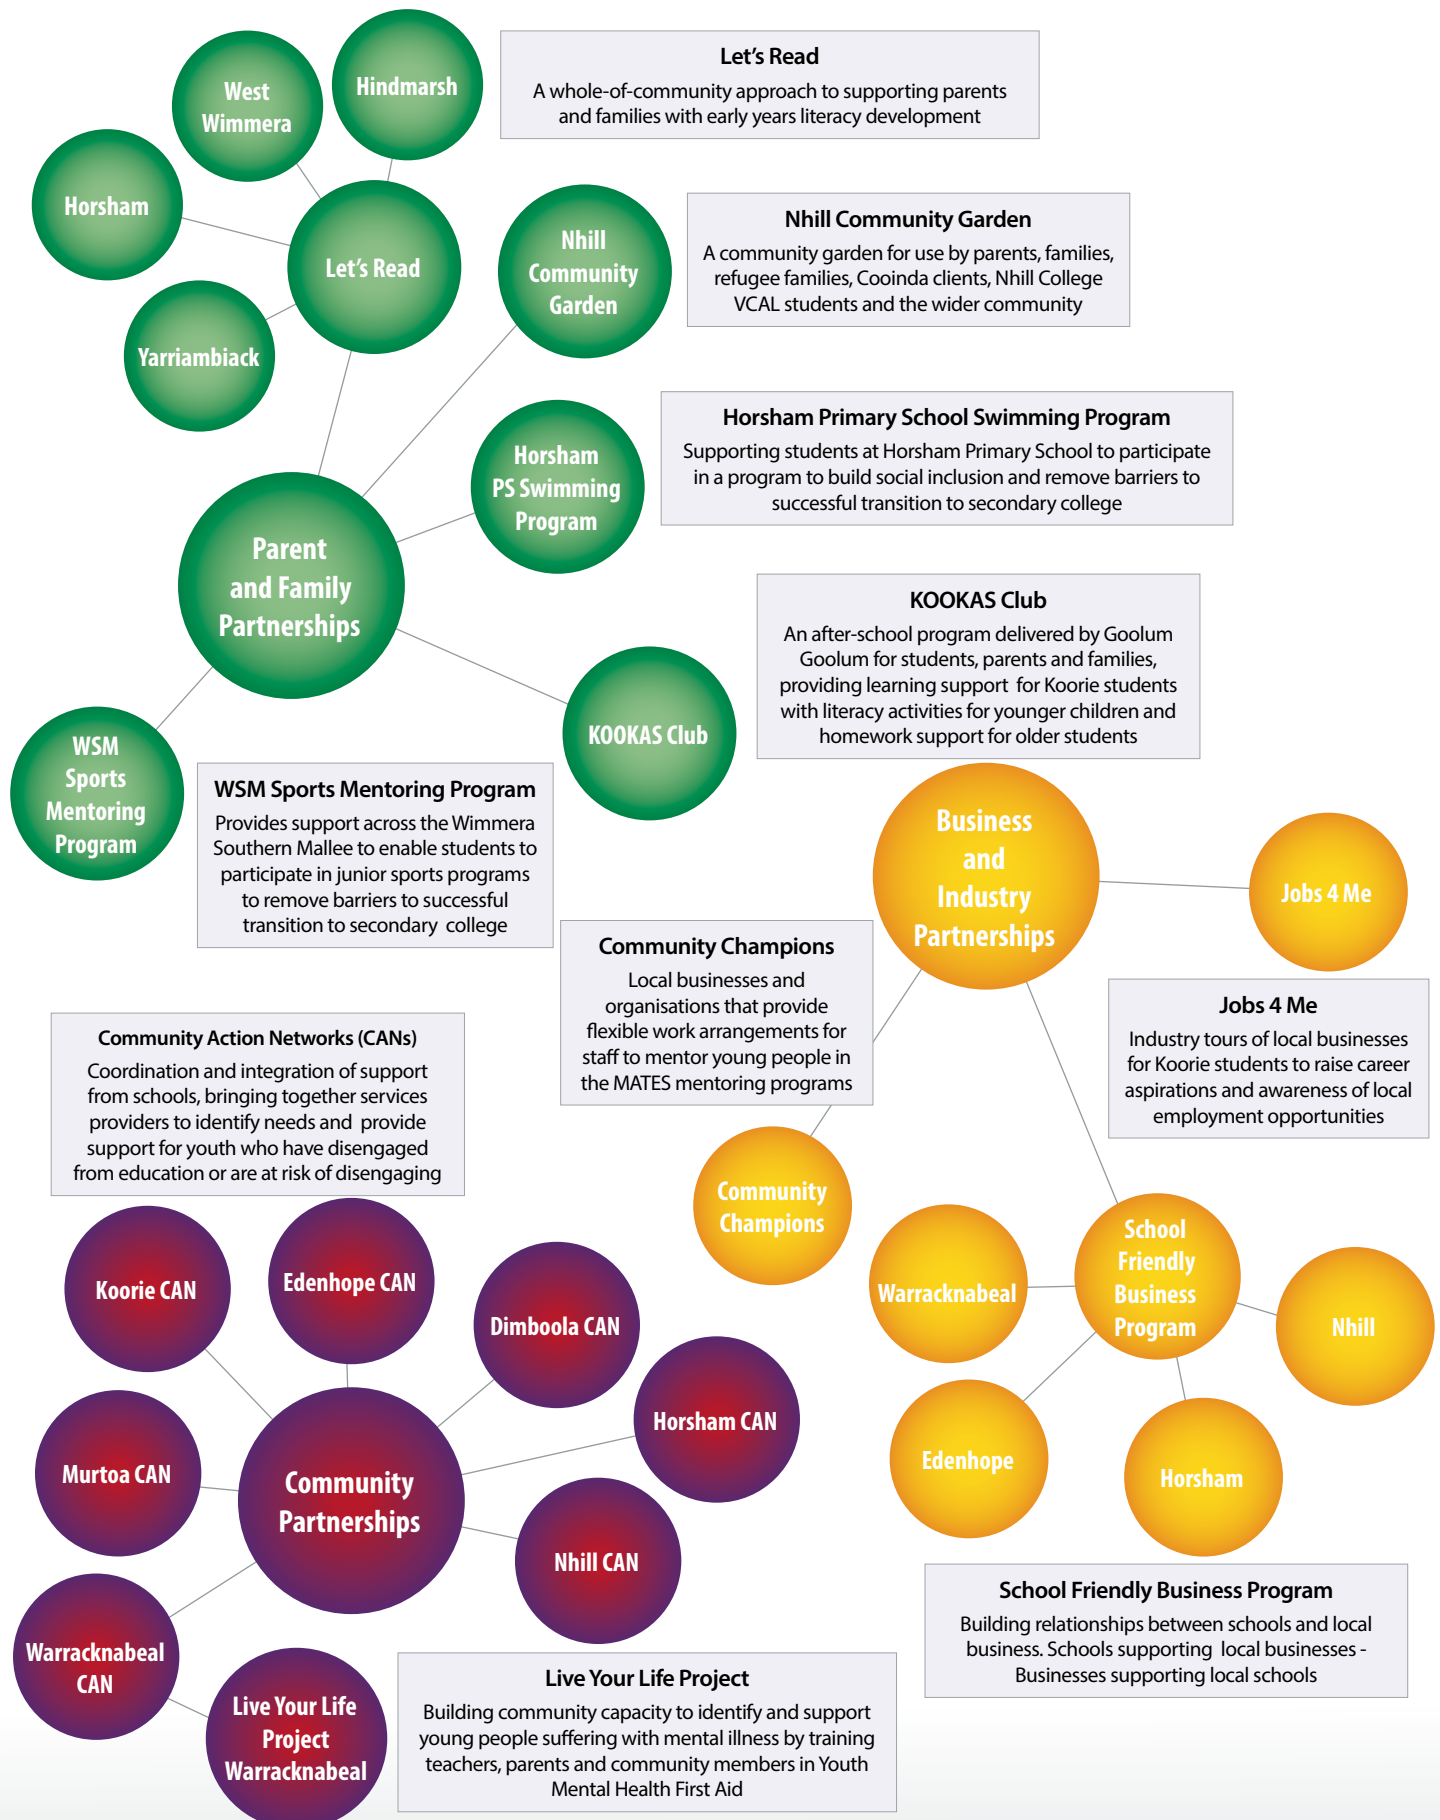 West
Wimmera
Hindmarsh
Let's Read
A whole-of-community approach to supporting parents
and families with early years literacy development
Horsham
Let's Read
Yarriambiack
Nhill
Community
Garden
Nhill Community Garden
A community garden for use by parents, families,
refugee families, Cooinda clients, Nhill College
VCAL students and the wider community
Horsham
PS Swimming
Program
Horsham Primary School Swimming Program
Supporting students at Horsham Primary School to participate
in a program to build social inclusion and remove barriers to
successful transition to secondary college
Parent
and Family
Partnerships
KOOKAS Club
An after-school program delivered by Goolum
Goolum for students, parents and families,
providing learning support for Koorie students
with literacy activities for younger children and
homework support for older students
KOOKAS Club
WSM
Sports
Mentoring
Program
WSM Sports Mentoring Program
Provides support across the Wimmera
Southern Mallee to enable students to
participate in junior sports programs
to remove barriers to successful
transition to secondary college
Business
and
Industry
Partnerships
Jobs 4 Me
Community Champions
Local businesses and
organisations that provide
flexible work arrangements for
staff to mentor young people in
the MATES mentoring programs
Jobs 4 Me
Industry tours of local businesses
for Koorie students to raise career
aspirations and awareness of local
employment opportunities
Community Action Networks (CANs)
Coordination and integration of support
from schools, bringing together services
providers to identify needs and provide
support for youth who have disengaged
from education or are at risk of disengaging
Community
Champions
School
Friendly
Business
Program
Warracknabeal
Nhill
Edenhope
Horsham
School Friendly Business Program
Building relationships between schools and local
business. Schools supporting local businesses -
Businesses supporting local schools
Koorie CAN
Edenhope CAN
Dimboola CAN
Horsham CAN
Murtoa CAN
Community
Partnerships
Nhill CAN
Warracknabeal
CAN
Live Your Life
Project
Warracknabeal
Live Your Life Project
Building community capacity to identify and support
young people suffering with mental illness by training
teachers, parents and community members in Youth
Mental Health First Aid